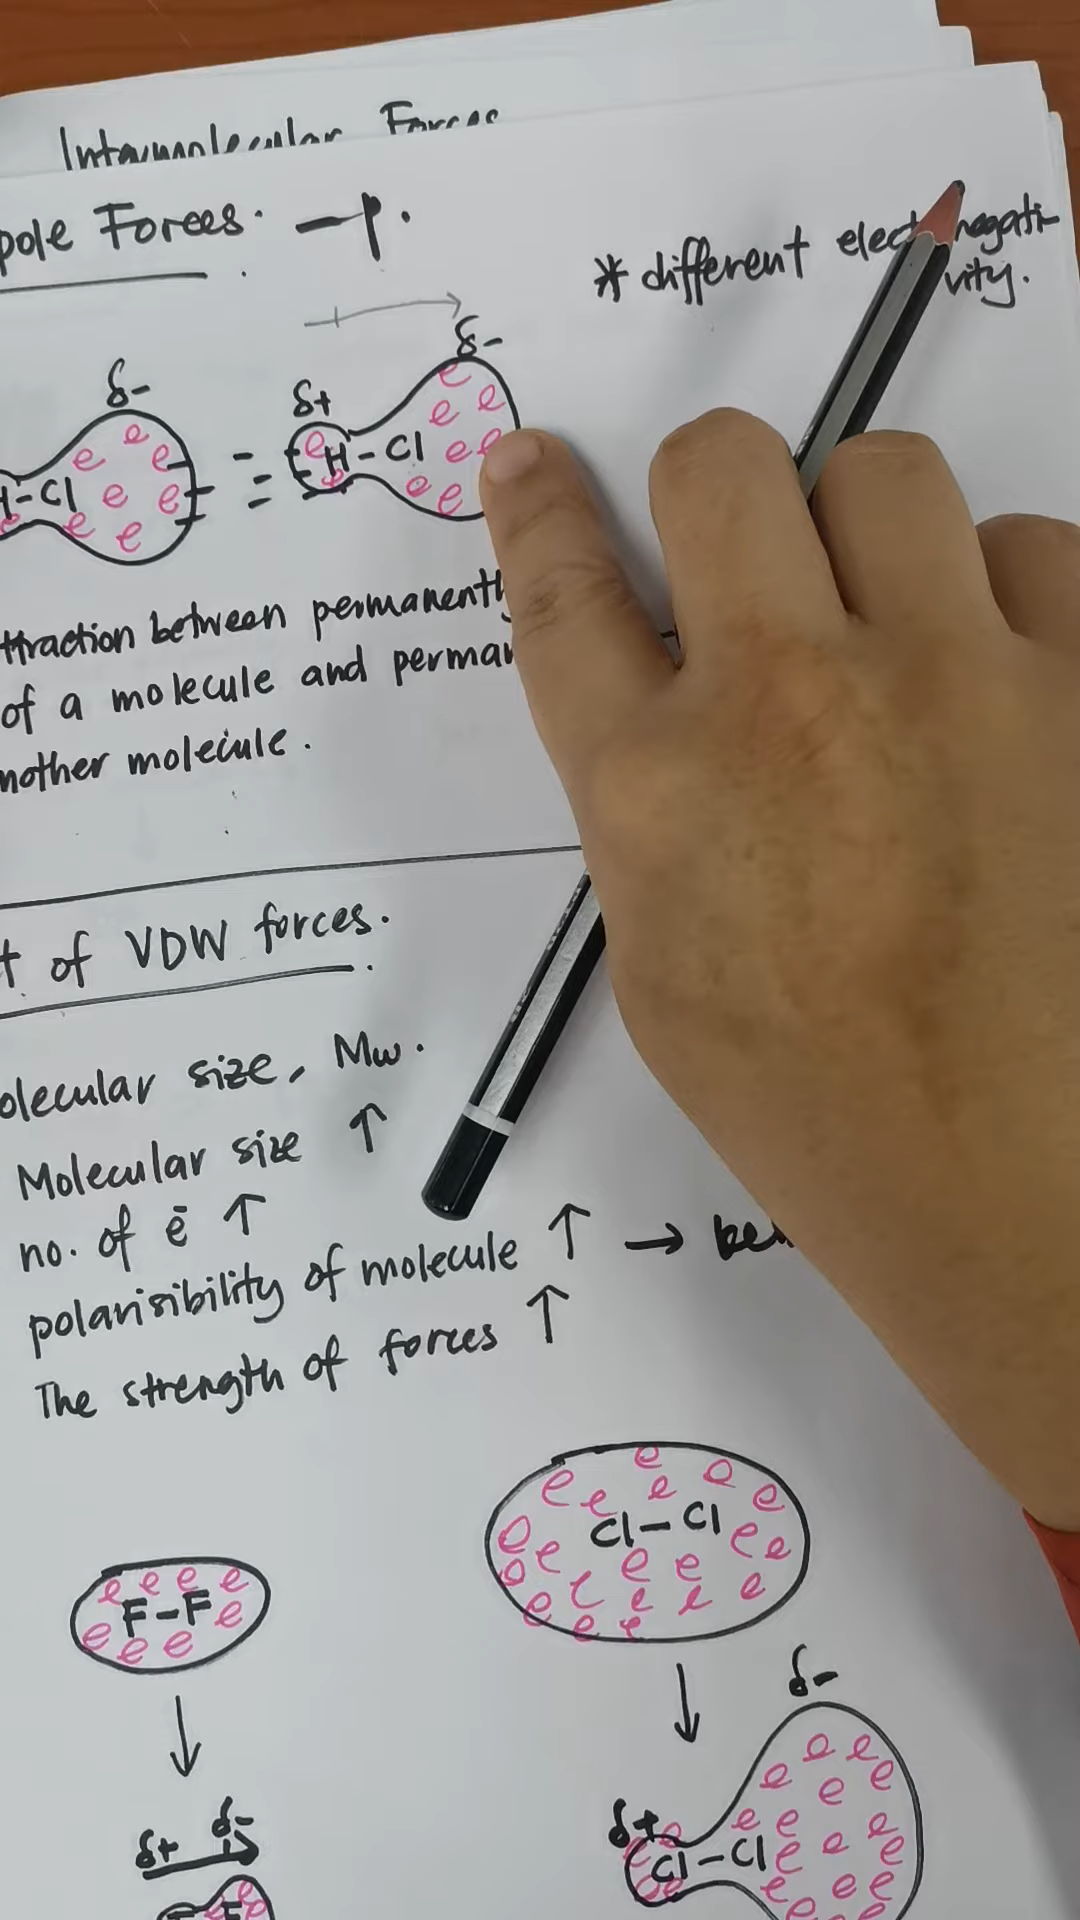 Intermolecular Forces
pole Forces. –p.
* different electronegati-
vity.
δ-
δ+
δ-
H-Cl
H-Cl
e e e e e e e e
e e e e e e e e e
ttraction between permanently
of a molecule and perman
nother molecule.
t of VDW forces.
olecular size, Mw.
Molecular size ↑
no. of ē ↑
polarisibility of molecule ↑ →
The strength of forces ↑
Cl-Cl
F-F
δ-
δ+ δ-
δ+
Cl-Cl